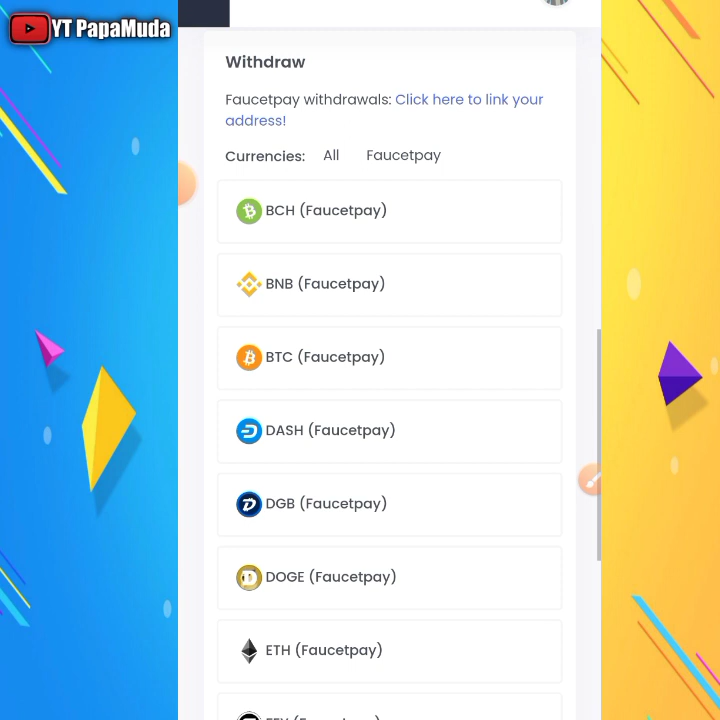 YT PapaMuda
Withdraw
Faucetpay withdrawals: Click here to link your
address!
Currencies: All Faucetpay
BCH (Faucetpay)
BNB (Faucetpay)
BTC (Faucetpay)
DASH (Faucetpay)
DGB (Faucetpay)
DOGE (Faucetpay)
ETH (Faucetpay)